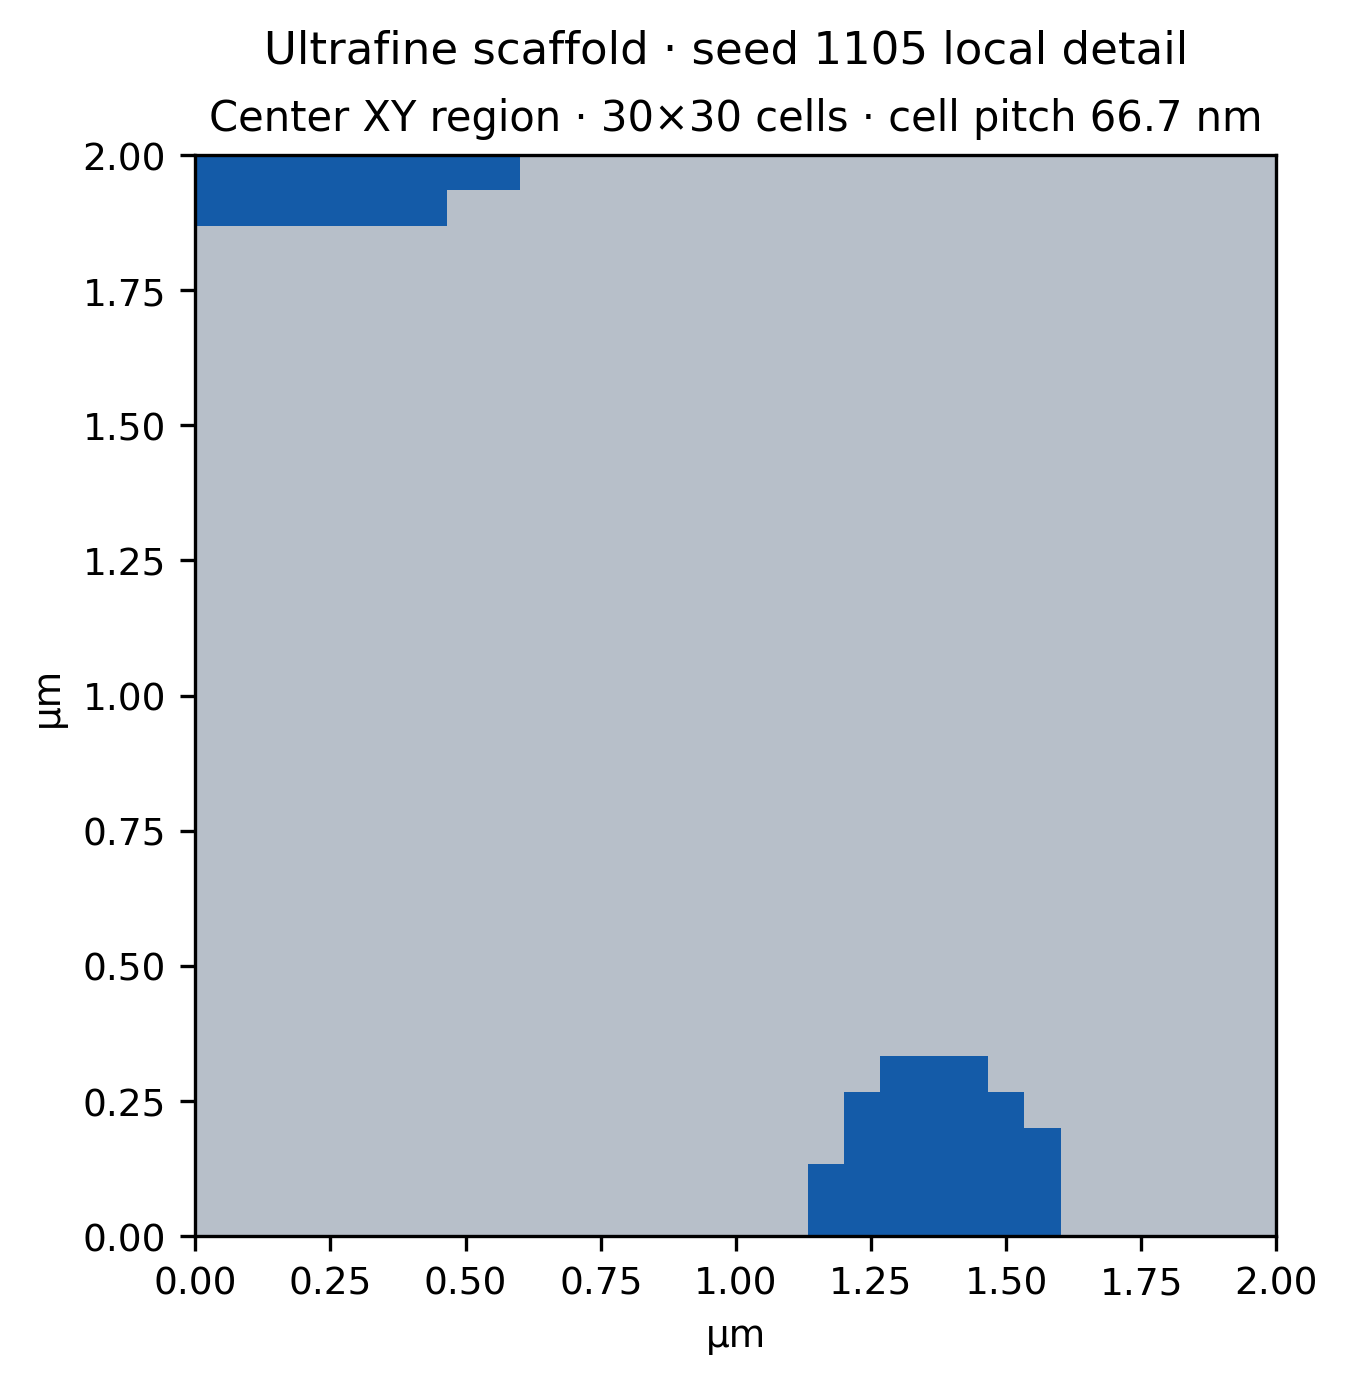 Ultrafine scaffold · seed 1105 local detail
Center XY region · 30×30 cells · cell pitch 66.7 nm
2.00
1.75
1.50
1.25
1.00
0.75
0.50
0.25
0.00
µm
0.00 0.25 0.50 0.75 1.00 1.25 1.50 1.75 2.00
µm